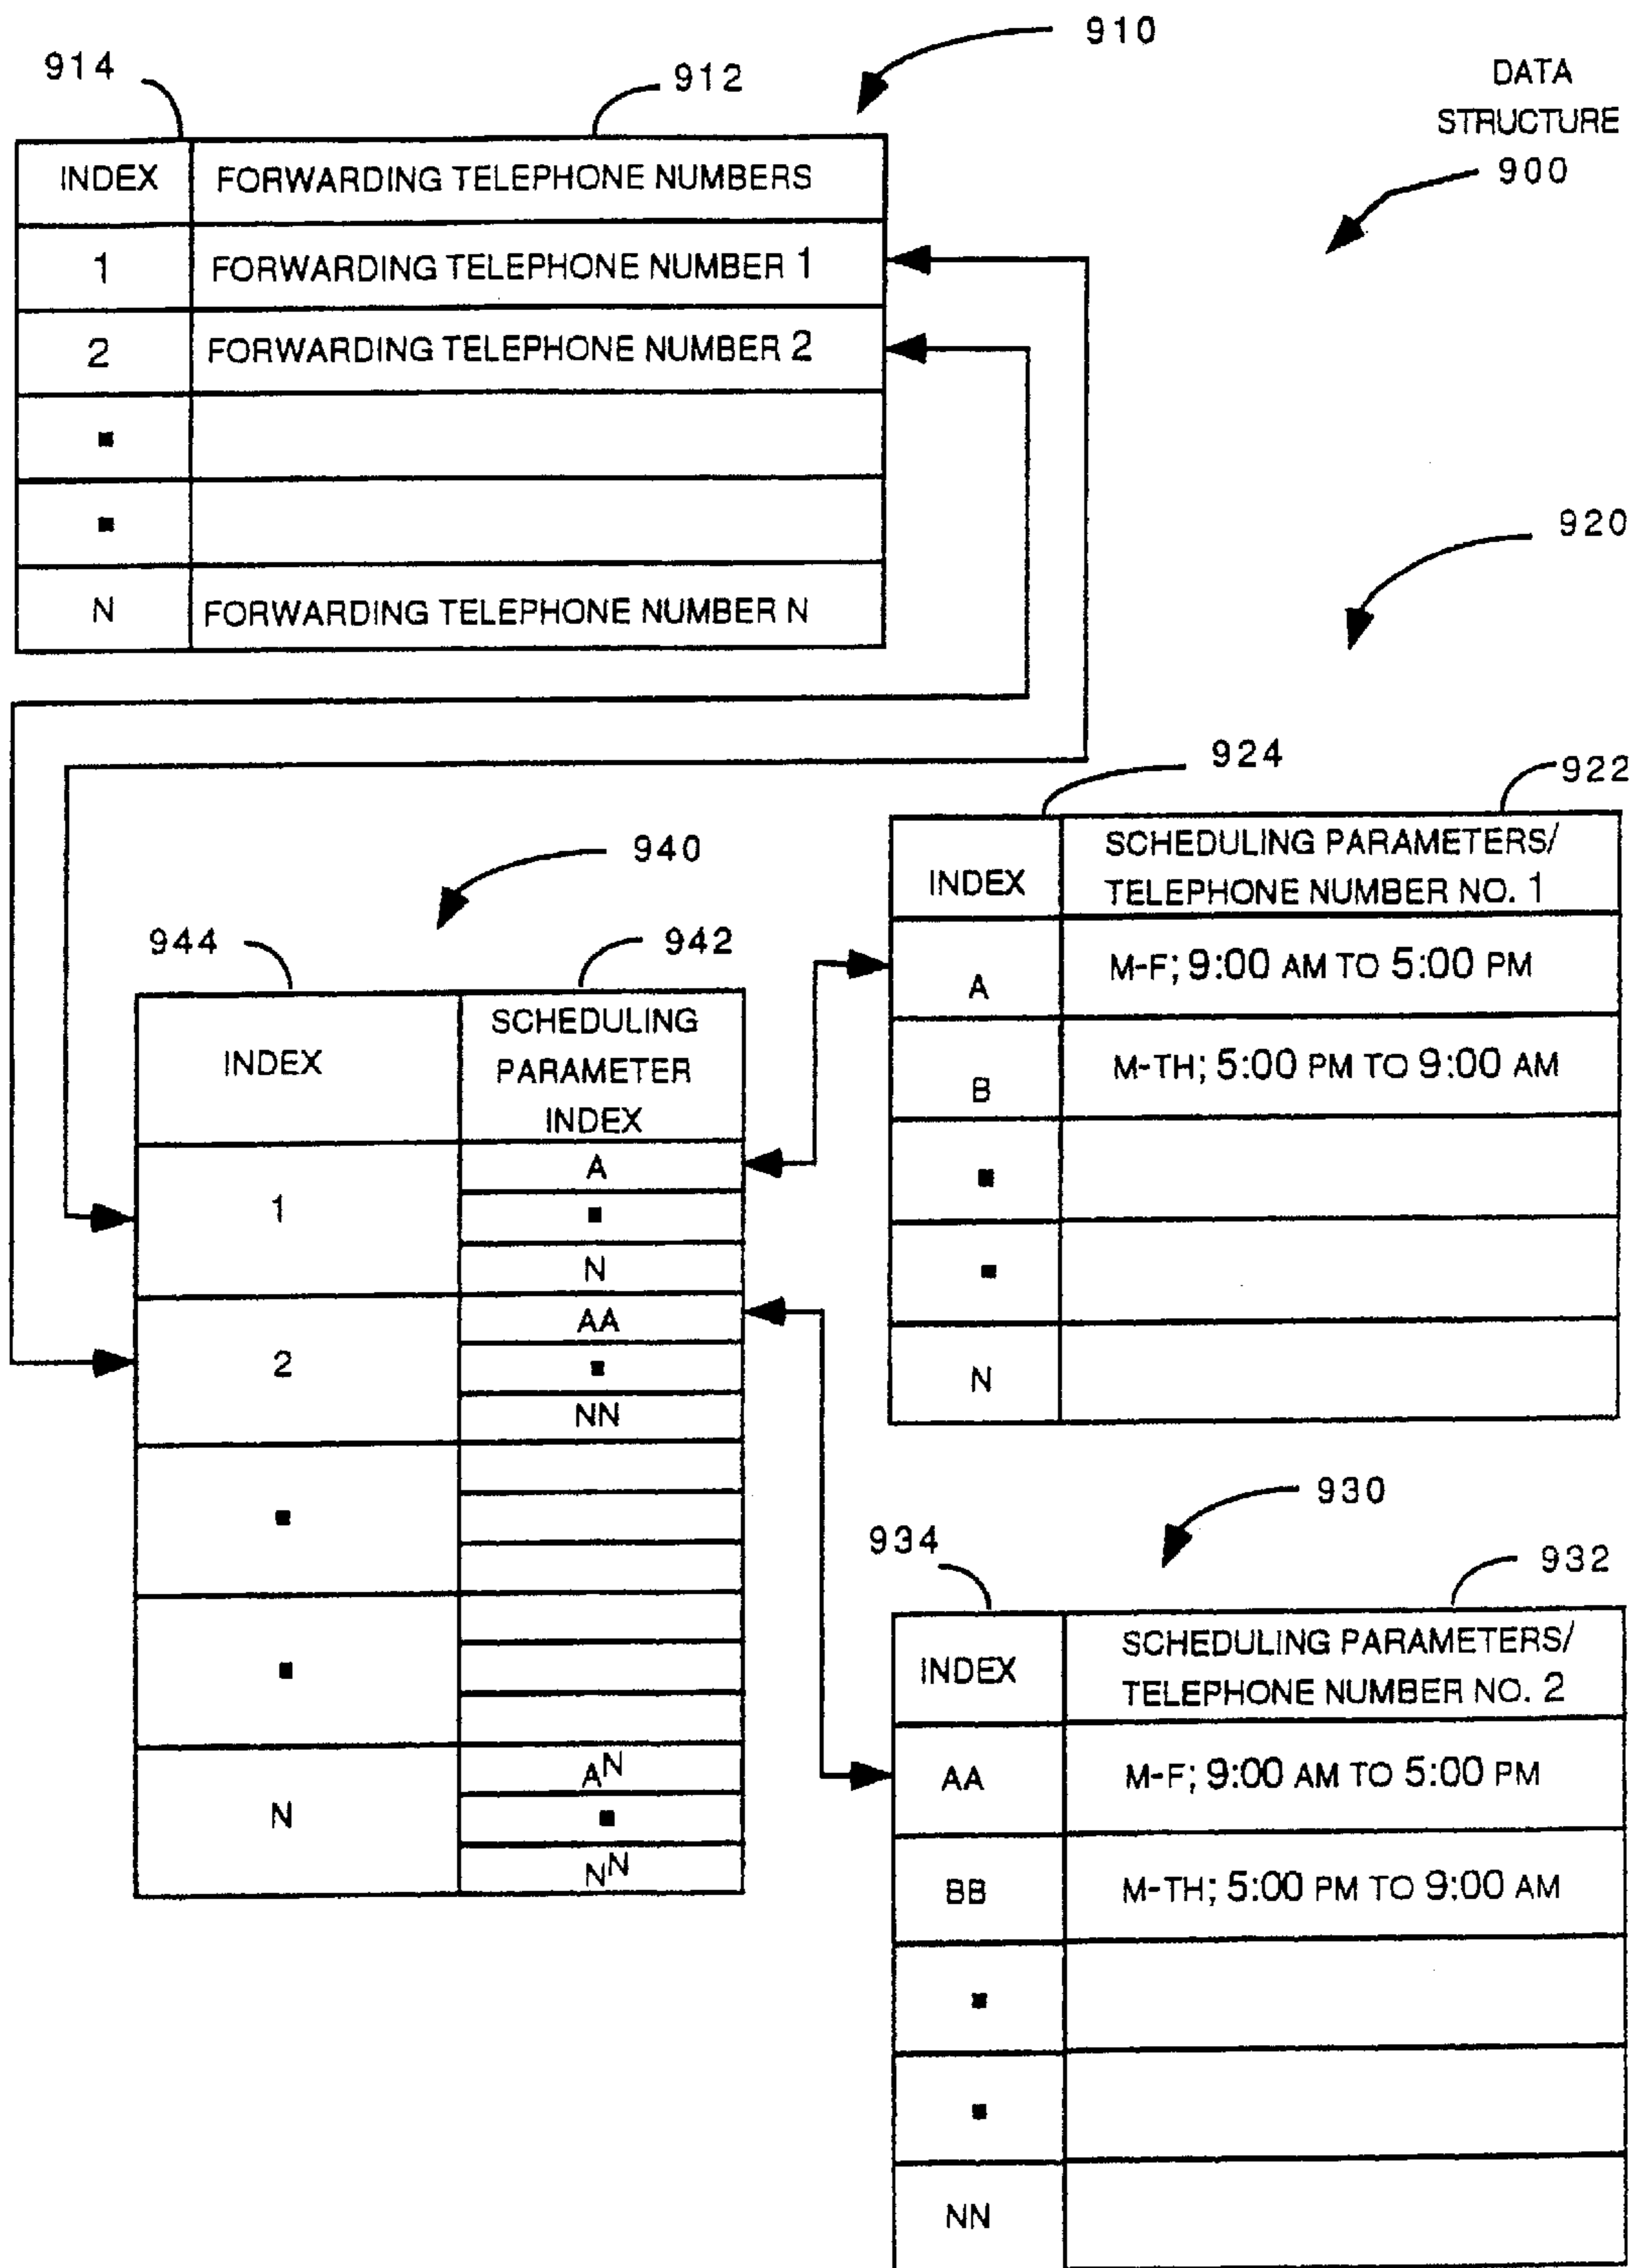 910
914
912
DATA
STRUCTURE
900
INDEX FORWARDING TELEPHONE NUMBERS
1 FORWARDING TELEPHONE NUMBER 1
2 FORWARDING TELEPHONE NUMBER 2
N FORWARDING TELEPHONE NUMBER N
920
924
922
INDEX
SCHEDULING PARAMETERS/
TELEPHONE NUMBER NO. 1
A M-F; 9:00 AM TO 5:00 PM
B M-TH; 5:00 PM TO 9:00 AM
N
940
944
942
INDEX
SCHEDULING
PARAMETER
INDEX
1
A
N
2
AA
NN
N
A^N
N^N
930
934
932
INDEX
SCHEDULING PARAMETERS/
TELEPHONE NUMBER NO. 2
AA M-F; 9:00 AM TO 5:00 PM
BB M-TH; 5:00 PM TO 9:00 AM
NN